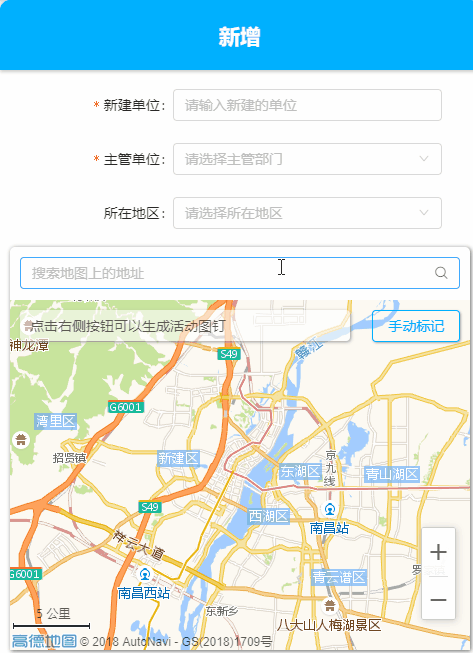 新增
* 新建单位: 请输入新建的单位
* 主管单位: 请选择主管部门
所在地区: 请选择所在地区
搜索地图上的地址
点击右侧按钮可以生成活动图钉
手动标记
神龙潭
S49
赣江
G6001
湾里区
招贤镇
新建区
东湖区
京九线
青山湖区
S49
西湖区
南昌站
祥云大道
G6001
南昌西站
青云谱区
东新乡
八大山人梅湖景区
+
−
5 公里
高德地图 © 2018 AutoNavi - GS(2018)1709号